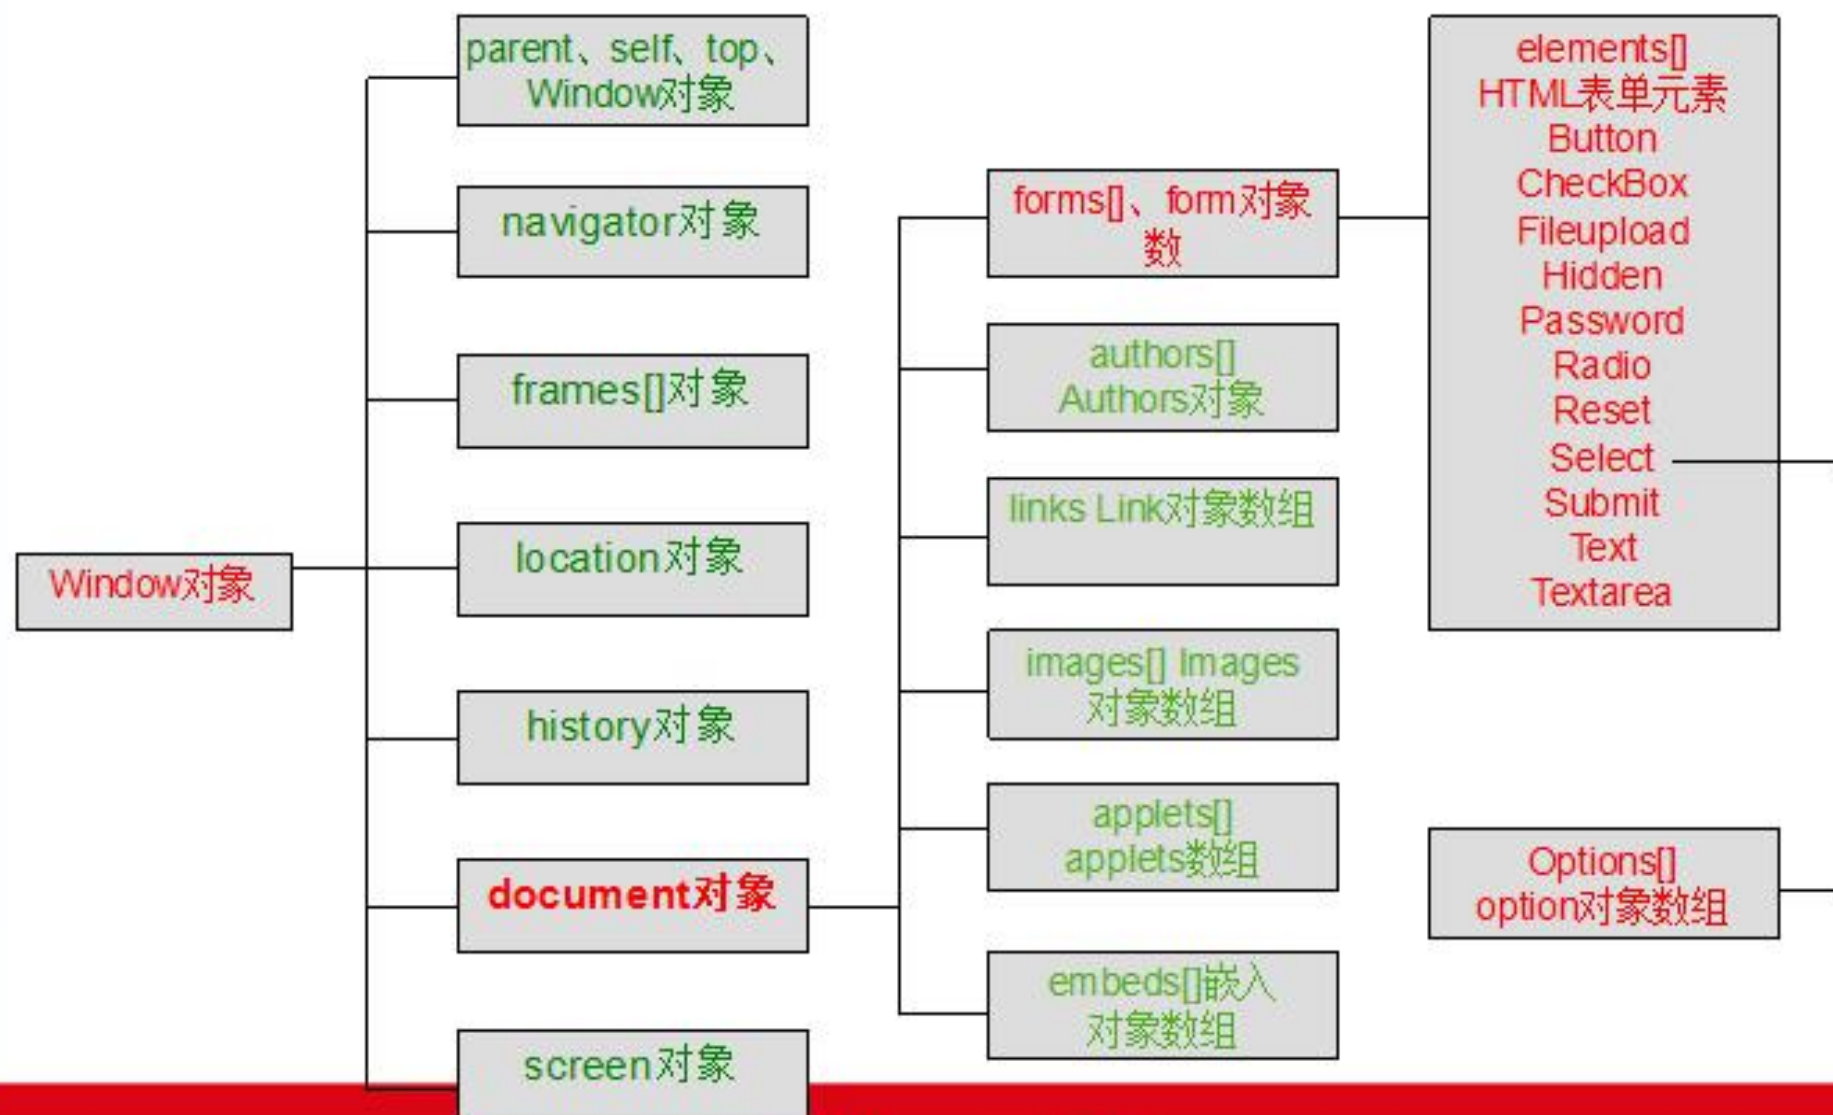 Window对象
parent、self、top、
Window对象
navigator对象
frames[]对象
location对象
history对象
document对象
screen对象
forms[]、form对象
数
authors[]
Authors对象
links Link对象数组
images[] Images
对象数组
applets[]
applets数组
embeds[]嵌入
对象数组
elements[]
HTML表单元素
Button
CheckBox
Fileupload
Hidden
Password
Radio
Reset
Select
Submit
Text
Textarea
Options[]
option对象数组